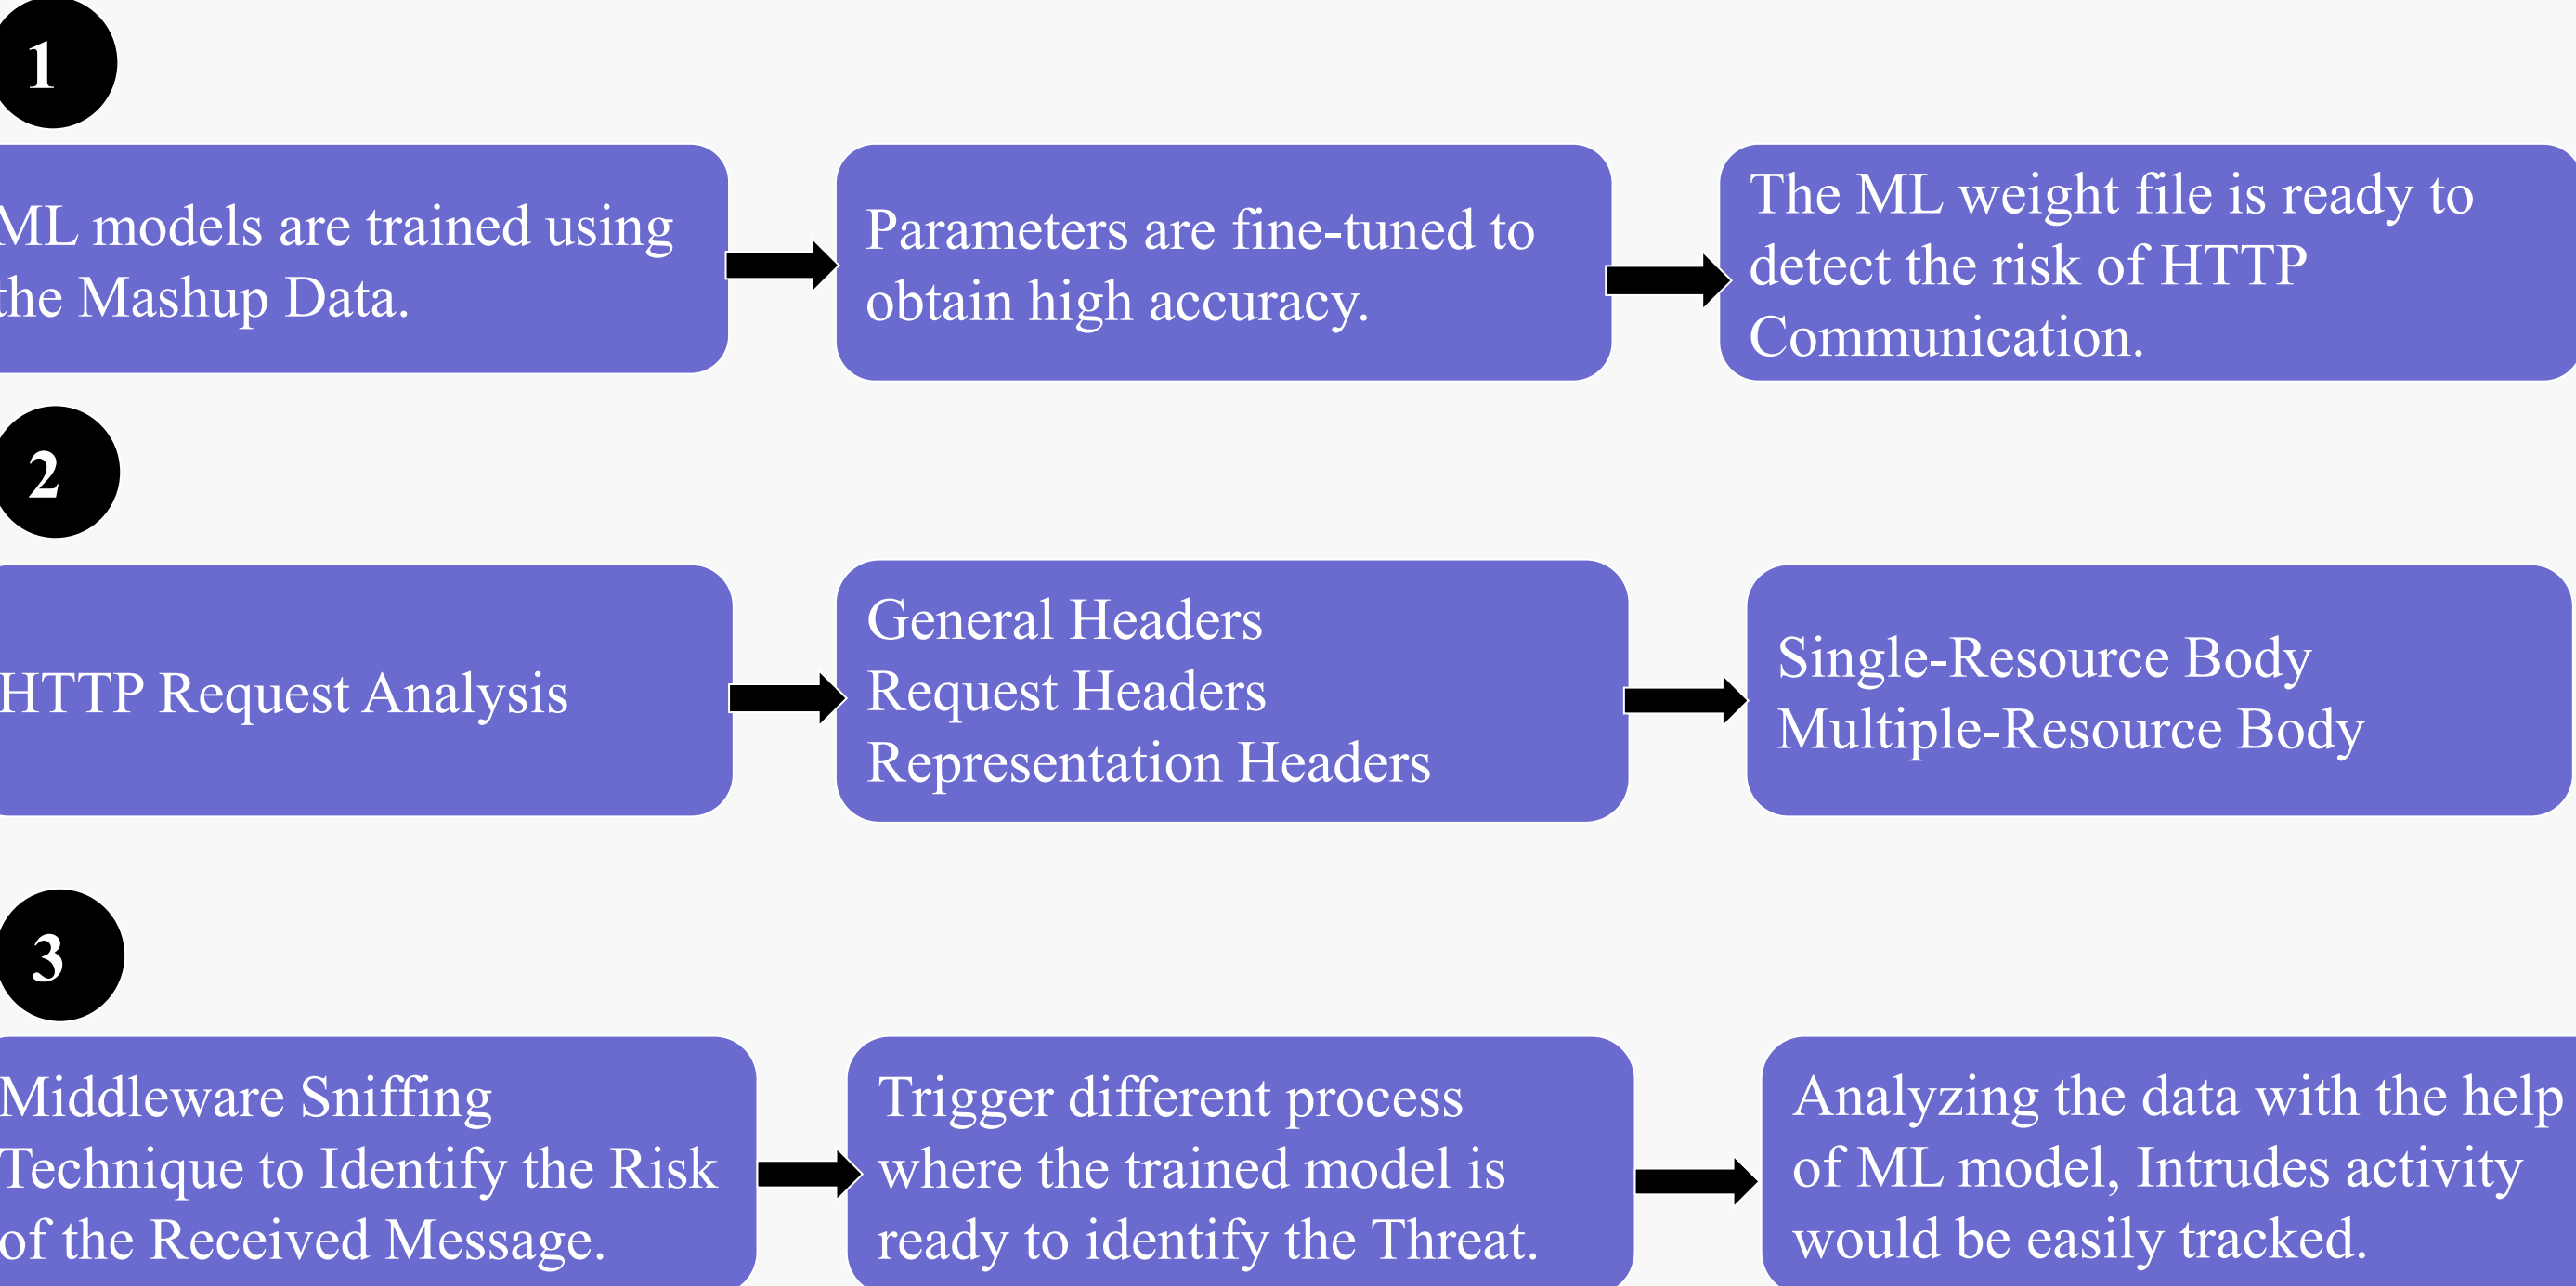 1
ML models are trained using
the Mashup Data.
Parameters are fine-tuned to
obtain high accuracy.
The ML weight file is ready to
detect the risk of HTTP
Communication.
2
HTTP Request Analysis
General Headers
Request Headers
Representation Headers
Single-Resource Body
Multiple-Resource Body
3
Middleware Sniffing
Technique to Identify the Risk
of the Received Message.
Trigger different process
where the trained model is
ready to identify the Threat.
Analyzing the data with the help
of ML model, Intrudes activity
would be easily tracked.